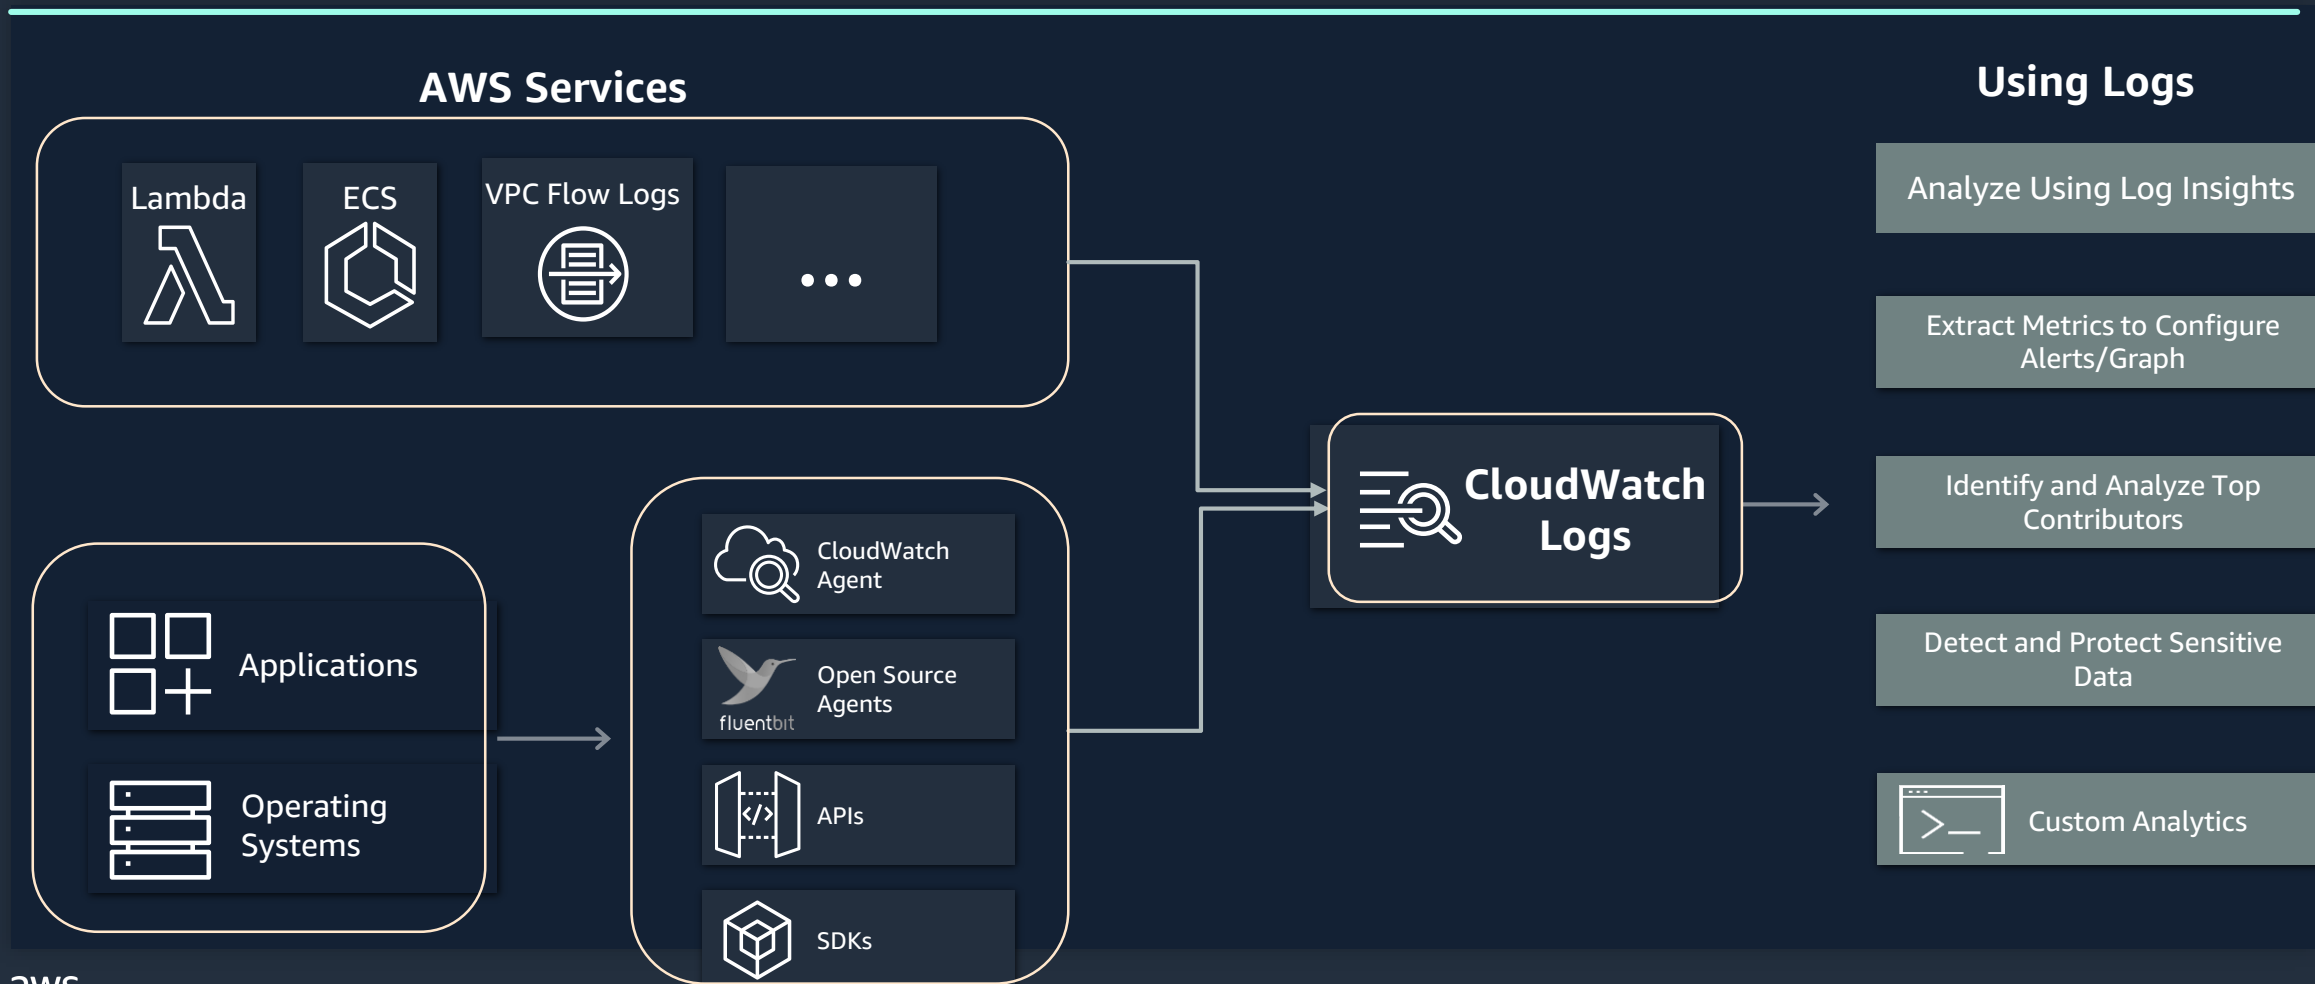 AWS Services
Using Logs
Lambda
ECS
VPC Flow Logs
...
Analyze Using Log Insights
Extract Metrics to Configure
Alerts/Graph
CloudWatch
Logs
Identify and Analyze Top
Contributors
Applications
Operating
Systems
CloudWatch
Agent
fluentbit
Open Source
Agents
</>
APIs
SDKs
Detect and Protect Sensitive
Data
>_
Custom Analytics
aws